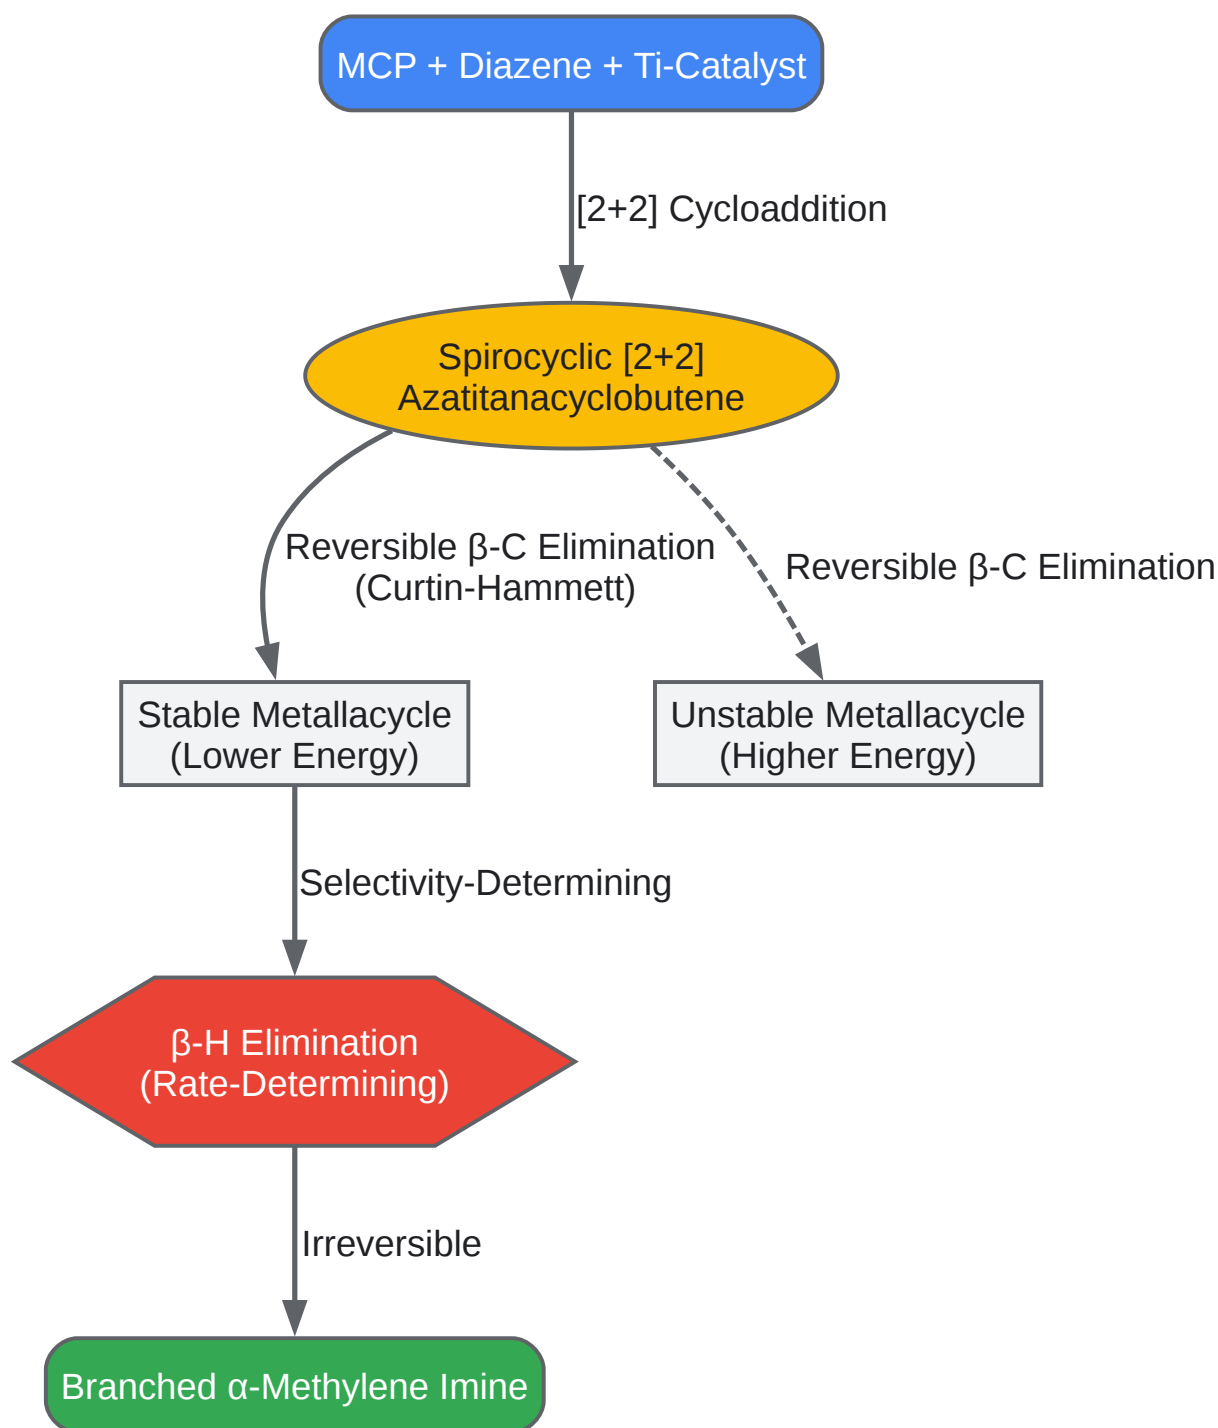 MCP + Diazene + Ti-Catalyst
[2+2] Cycloaddition
Spirocyclic [2+2]
Azatitanacyclobutene
Reversible β-C Elimination
(Curtin-Hammett)
Reversible β-C Elimination
Stable Metallacycle
(Lower Energy)
Unstable Metallacycle
(Higher Energy)
Selectivity-Determining
β-H Elimination
(Rate-Determining)
Irreversible
Branched α-Methylene Imine